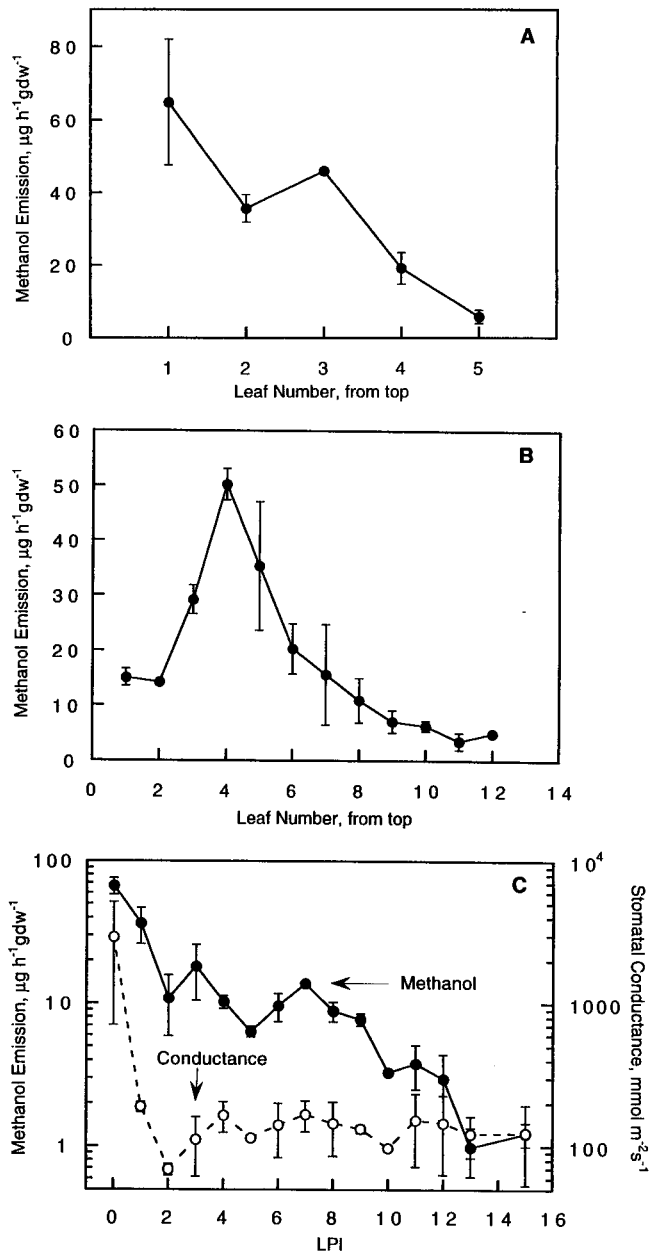 A
80
60
40
20
0
Methanol Emission, µg h⁻¹gdw⁻¹
1 2 3 4 5
Leaf Number, from top
B
60
50
40
30
20
10
0
Methanol Emission, µg h⁻¹gdw⁻¹
0 2 4 6 8 10 12 14
Leaf Number, from top
C
100
10
1
Methanol Emission, µg h⁻¹gdw⁻¹
10⁴
1000
100
Stomatal Conductance, mmol m⁻²s⁻¹
Methanol
Conductance
0 2 4 6 8 10 12 14 16
LPI